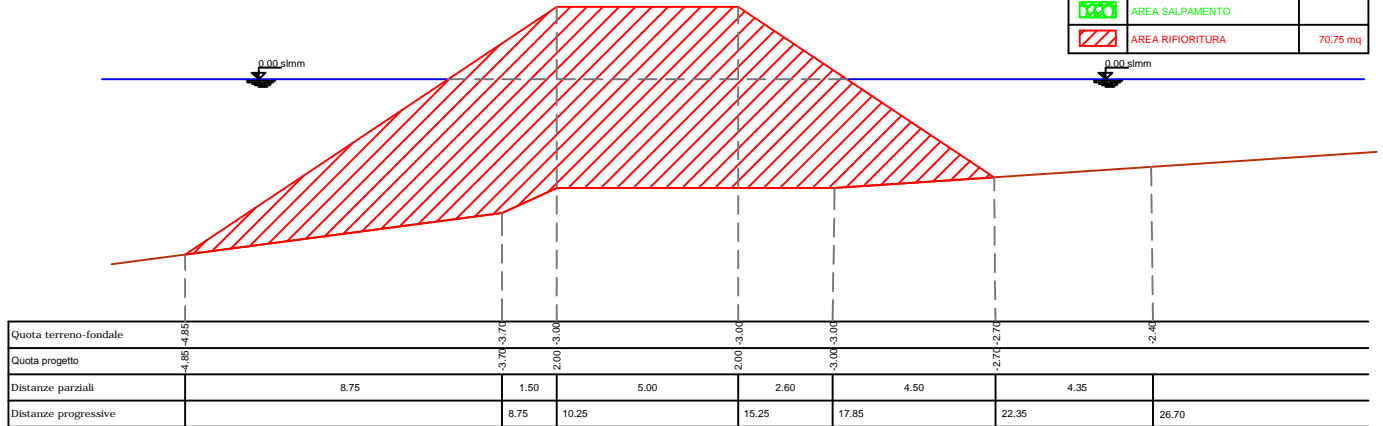 AREA SALPAMENTO
AREA RIFIORITURA 70.75 mq
0.00 slmm 0.00 slmm
Quota terreno-fondale -4.85 -3.70 -3.00 -3.00 -3.00 -2.70 -2.40
Quota progetto -4.85 -3.70 2.00 2.00 -3.00 -2.70
Distanze parziali 8.75 1.50 5.00 2.60 4.50 4.35
Distanze progressive 8.75 10.25 15.25 17.85 22.35 26.70